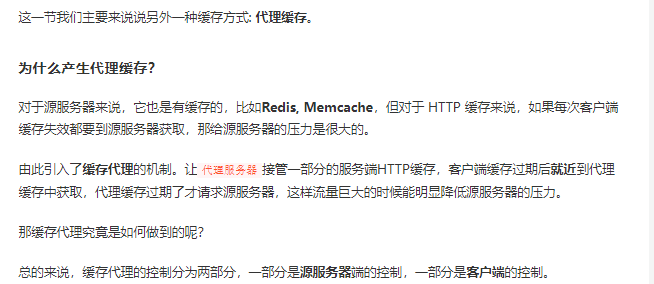 这一节我们主要来说说另外一种缓存方式: 代理缓存。
为什么产生代理缓存？
对于源服务器来说，它也是有缓存的，比如Redis, Memcache，但对于 HTTP 缓存来说，如果每次客户端
缓存失效都要到源服务器获取，那给源服务器的压力是很大的。
由此引入了缓存代理的机制。让 代理服务器 接管一部分的服务端HTTP缓存，客户端缓存过期后就近到代理
缓存中获取，代理缓存过期了才请求源服务器，这样流量巨大的时候能明显降低源服务器的压力。
那缓存代理究竟是如何做到的呢？
总的来说，缓存代理的控制分为两部分，一部分是源服务器端的控制，一部分是客户端的控制。